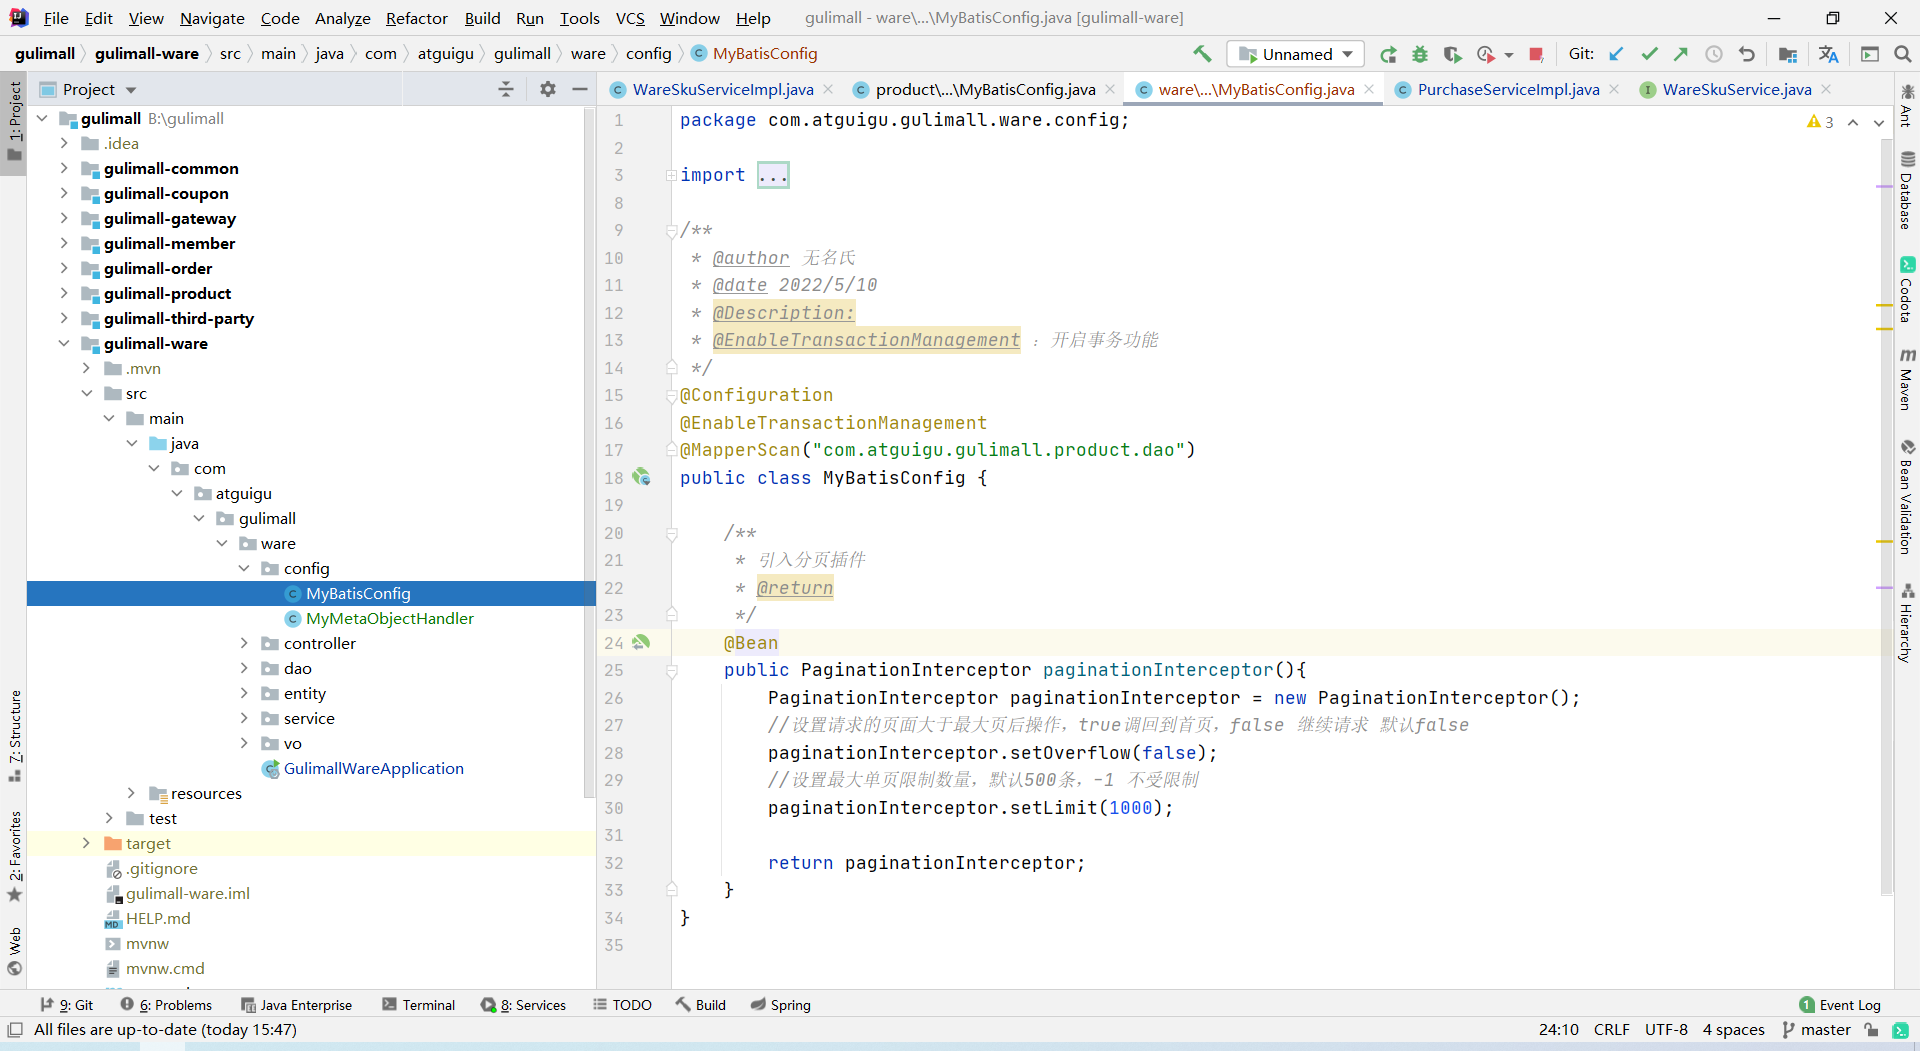 File Edit View Navigate Code Analyze Refactor Build Run Tools VCS Window Help gulimall - ware\...\MyBatisConfig.java [gulimall-ware]
gulimall gulimall-ware src main java com atguigu gulimall ware config MyBatisConfig Unnamed Git:
Project
WareSkuServiceImpl.java product\...\MyBatisConfig.java ware\...\MyBatisConfig.java PurchaseServiceImpl.java WareSkuService.java
1: Project
7: Structure
2: Favorites
Web
gulimall B:\gulimall
.idea
gulimall-common
gulimall-coupon
gulimall-gateway
gulimall-member
gulimall-order
gulimall-product
gulimall-third-party
gulimall-ware
.mvn
src
main
java
com
atguigu
gulimall
ware
config
MyBatisConfig
MyMetaObjectHandler
controller
dao
entity
service
vo
GulimallWareApplication
resources
test
target
.gitignore
gulimall-ware.iml
HELP.md
mvnw
mvnw.cmd
1 package com.atguigu.gulimall.ware.config;
2
3 import ...
8
9 /**
10 * @author 无名氏
11 * @date 2022/5/10
12 * @Description:
13 * @EnableTransactionManagement : 开启事务功能
14 */
15 @Configuration
16 @EnableTransactionManagement
17 @MapperScan("com.atguigu.gulimall.product.dao")
18 public class MyBatisConfig {
19
20 /**
21 * 引入分页插件
22 * @return
23 */
24 @Bean
25 public PaginationInterceptor paginationInterceptor(){
26 PaginationInterceptor paginationInterceptor = new PaginationInterceptor();
27 //设置请求的页面大于最大页后操作，true调回到首页，false 继续请求 默认false
28 paginationInterceptor.setOverflow(false);
29 //设置最大单页限制数量，默认500条，-1 不受限制
30 paginationInterceptor.setLimit(1000);
31
32 return paginationInterceptor;
33 }
34 }
35
3
Ant
Database
Codota
Maven
Bean Validation
Hierarchy
9: Git 6: Problems Java Enterprise Terminal 8: Services TODO Build Spring 1 Event Log
All files are up-to-date (today 15:47) 24:10 CRLF UTF-8 4 spaces master